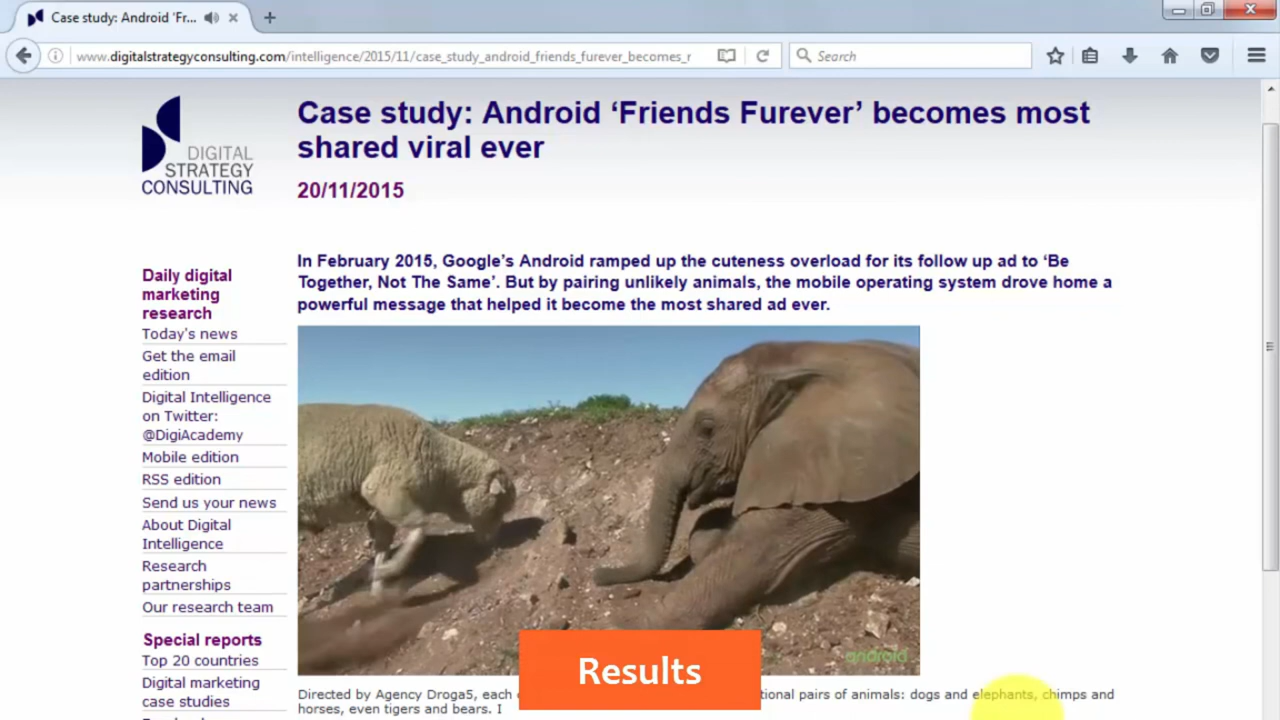 Case study: Android 'Fr...
www.digitalstrategyconsulting.com/intelligence/2015/11/case_study_android_friends_furever_becomes_r
Search
Case study: Android ‘Friends Furever’ becomes most
shared viral ever
20/11/2015
DIGITAL
STRATEGY
CONSULTING
In February 2015, Google’s Android ramped up the cuteness overload for its follow up ad to ‘Be
Together, Not The Same’. But by pairing unlikely animals, the mobile operating system drove home a
powerful message that helped it become the most shared ad ever.
Daily digital
marketing
research
Today's news
Get the email
edition
Digital Intelligence
on Twitter:
@DigiAcademy
Mobile edition
RSS edition
Send us your news
About Digital
Intelligence
Research
partnerships
Our research team
Special reports
Top 20 countries
Digital marketing
case studies
android
Results
Directed by Agency Droga5, each tional pairs of animals: dogs and elephants, chimps and
horses, even tigers and bears. I